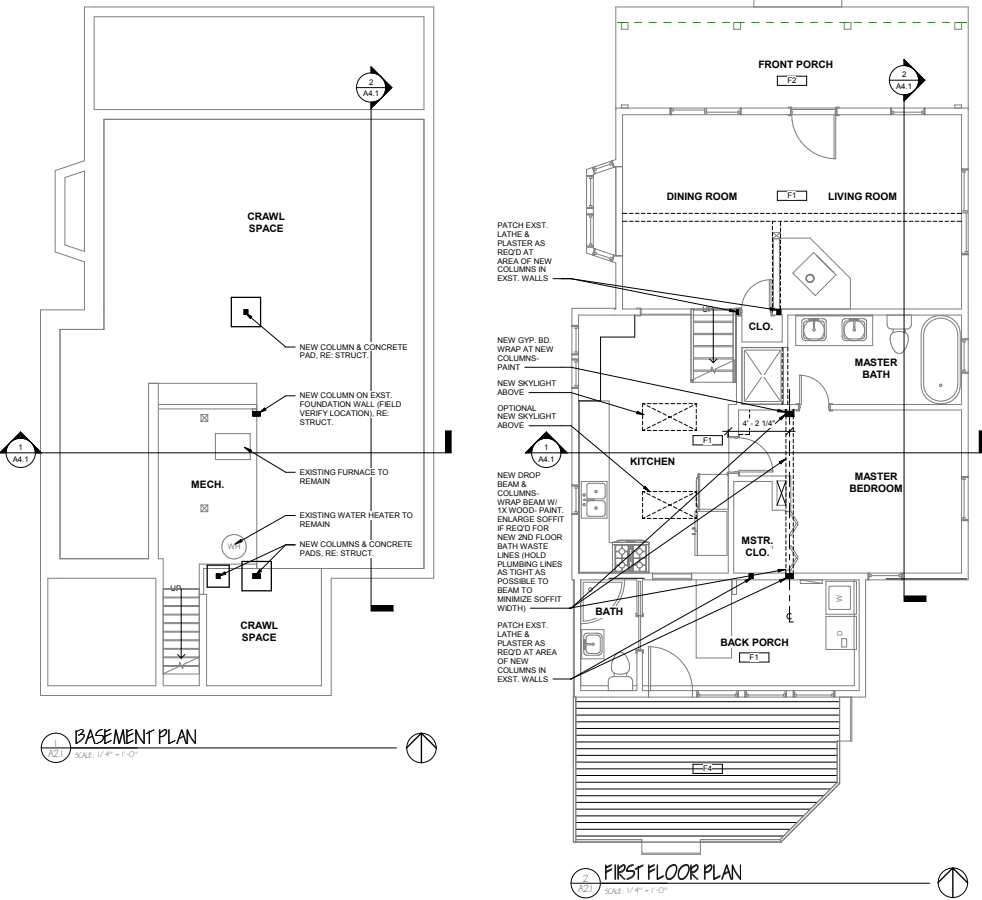 2
A4.1
CRAWL
SPACE
NEW COLUMN & CONCRETE
PAD, RE: STRUCT.
NEW COLUMN ON EXST.
FOUNDATION WALL (FIELD
VERIFY LOCATION), RE:
STRUCT.
1
A4.1
EXISTING FURNACE TO
REMAIN
MECH.
EXISTING WATER HEATER TO
REMAIN
WH
NEW COLUMNS & CONCRETE
PADS, RE: STRUCT.
UP
CRAWL
SPACE
1
A2.1
BASEMENT PLAN
SCALE: 1/4" = 1'-0"
FRONT PORCH
F2
2
A4.1
DINING ROOM
F1
LIVING ROOM
PATCH EXST.
LATHE &
PLASTER AS
REQ'D AT
AREA OF NEW
COLUMNS IN
EXST. WALLS
UP
CLO.
NEW GYP. BD.
WRAP AT NEW
COLUMNS-
PAINT
MASTER
BATH
NEW SKYLIGHT
ABOVE
OPTIONAL
NEW SKYLIGHT
ABOVE
4' - 2 1/4"
F1
1
A4.1
KITCHEN
MASTER
BEDROOM
NEW DROP
BEAM &
COLUMNS-
WRAP BEAM W/
1X WOOD- PAINT.
ENLARGE SOFFIT
IF REQ'D FOR
NEW 2ND FLOOR
BATH WASTE
LINES (HOLD
PLUMBING LINES
AS TIGHT AS
POSSIBLE TO
BEAM TO
MINIMIZE SOFFIT
WIDTH)
MSTR.
CLO.
BATH
W
D
BACK PORCH
F1
PATCH EXST.
LATHE &
PLASTER AS
REQ'D AT AREA
OF NEW
COLUMNS IN
EXST. WALLS
F4
2
A2.1
FIRST FLOOR PLAN
SCALE: 1/4" = 1'-0"